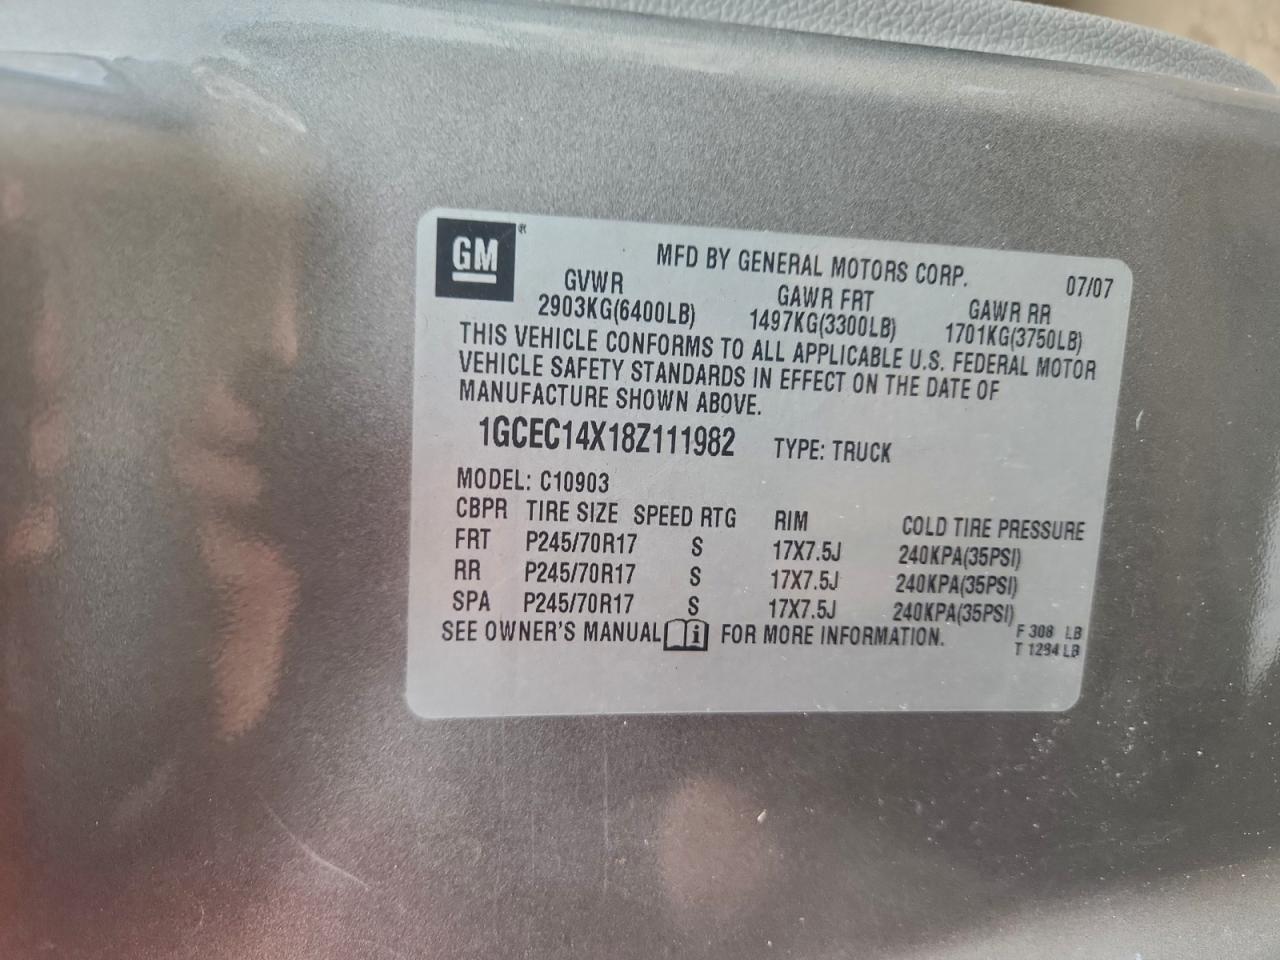 GM®
MFD BY GENERAL MOTORS CORP. 07/07
GVWR GAWR FRT GAWR RR
2903KG(6400LB) 1497KG(3300LB) 1701KG(3750LB)
THIS VEHICLE CONFORMS TO ALL APPLICABLE U.S. FEDERAL MOTOR
VEHICLE SAFETY STANDARDS IN EFFECT ON THE DATE OF
MANUFACTURE SHOWN ABOVE.
1GCEC14X18Z111982 TYPE: TRUCK
MODEL: C10903
CBPR TIRE SIZE SPEED RTG RIM COLD TIRE PRESSURE
FRT P245/70R17 S 17X7.5J 240KPA(35PSI)
RR P245/70R17 S 17X7.5J 240KPA(35PSI)
SPA P245/70R17 S 17X7.5J 240KPA(35PSI)
SEE OWNER'S MANUAL i FOR MORE INFORMATION.
F 308 LB
T 1294 LB